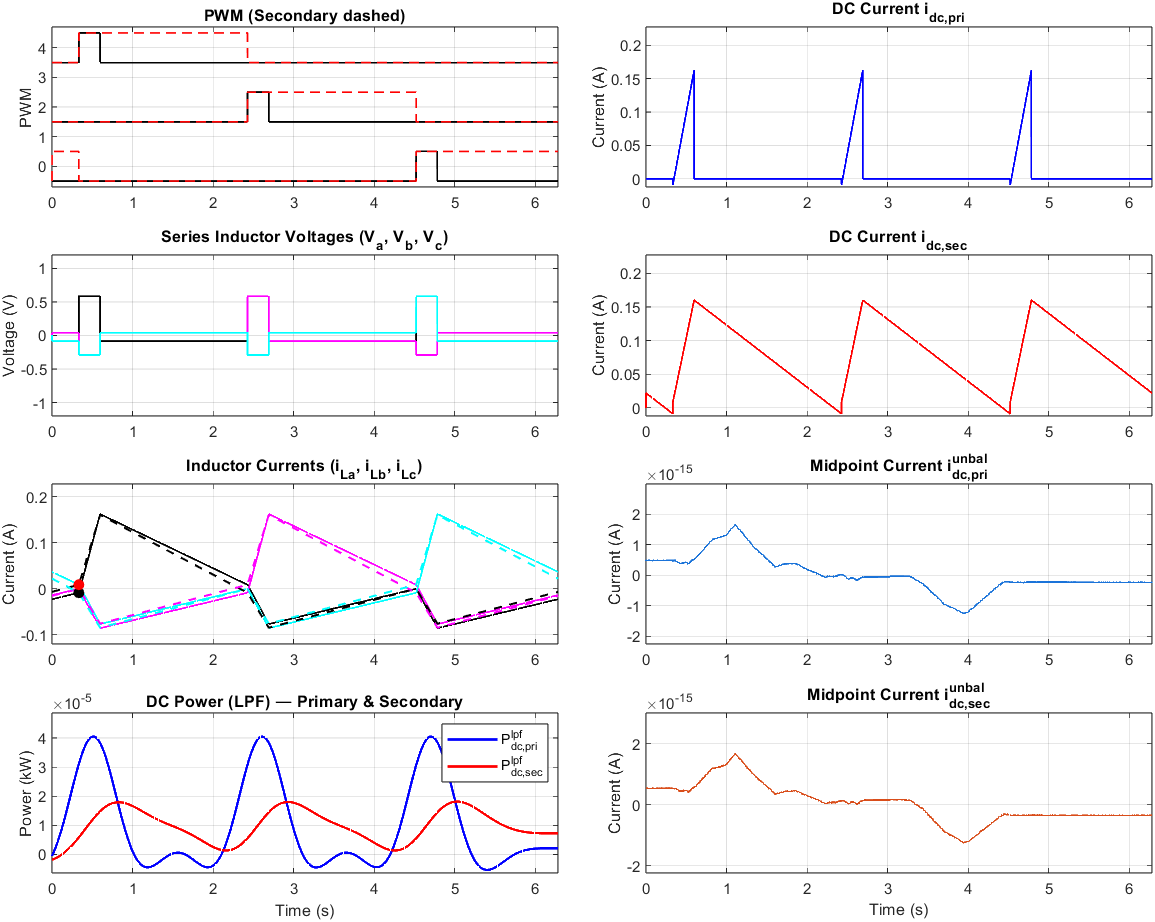 PWM (Secondary dashed)
PWM
4
3
2
1
0
0 1 2 3 4 5 6
DC Current i_dc,pri
Current (A)
0.2
0.15
0.1
0.05
0
0 1 2 3 4 5 6
Series Inductor Voltages (V_a, V_b, V_c)
Voltage (V)
1
0.5
0
-0.5
-1
0 1 2 3 4 5 6
DC Current i_dc,sec
Current (A)
0.2
0.15
0.1
0.05
0
0 1 2 3 4 5 6
Inductor Currents (i_La, i_Lb, i_Lc)
Current (A)
0.2
0.1
0
-0.1
0 1 2 3 4 5 6
Midpoint Current i_dc,pri^unbal
×10^-15
Current (A)
2
1
0
-1
-2
0 1 2 3 4 5 6
DC Power (LPF) — Primary & Secondary
×10^-5
Power (kW)
4
3
2
1
0
P_dc,pri^lpf
P_dc,sec^lpf
0 1 2 3 4 5 6
Time (s)
Midpoint Current i_dc,sec^unbal
×10^-15
Current (A)
2
0
-2
0 1 2 3 4 5 6
Time (s)